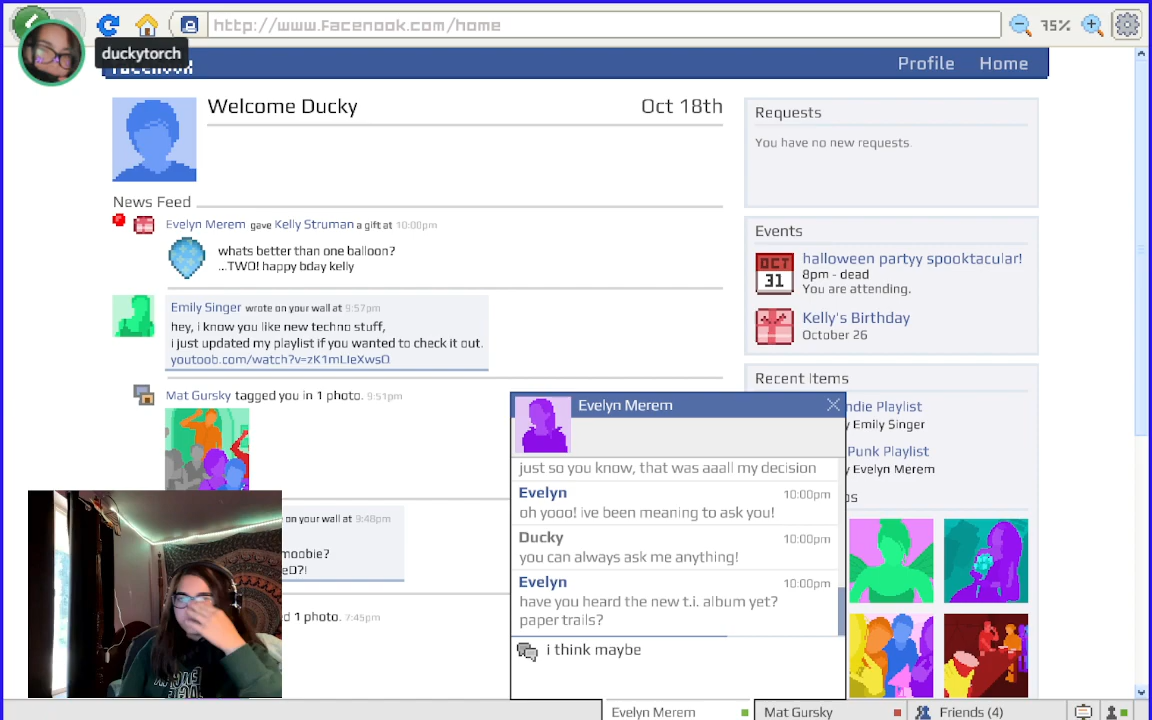 http://www.Facenook.com/home
75%
duckytorch
facenook
Profile
Home
Welcome Ducky
Oct 18th
News Feed
Evelyn Merem gave Kelly Struman a gift at 10:00pm
whats better than one balloon?
...TWO! happy bday kelly
Emily Singer wrote on your wall at 9:57pm
hey, i know you like new techno stuff,
i just updated my playlist if you wanted to check it out.
youtoob.com/watch?v=zK1mLIeXwsO
Mat Gursky tagged you in 1 photo. 9:51pm
on your wall at 9:48pm
moobie?
eD?!
d 1 photo. 7:45pm
Requests
You have no new requests.
Events
OCT
31
halloween partyy spooktacular!
8pm - dead
You are attending.
Kelly's Birthday
October 26
Recent Items
ndie Playlist
y Emily Singer
Punk Playlist
y Evelyn Merem
os
Evelyn Merem
just so you know, that was aaall my decision
Evelyn 10:00pm
oh yooo! ive been meaning to ask you!
Ducky 10:00pm
you can always ask me anything!
Evelyn 10:00pm
have you heard the new t.i. album yet?
paper trails?
i think maybe
Evelyn Merem
Mat Gursky
Friends (4)